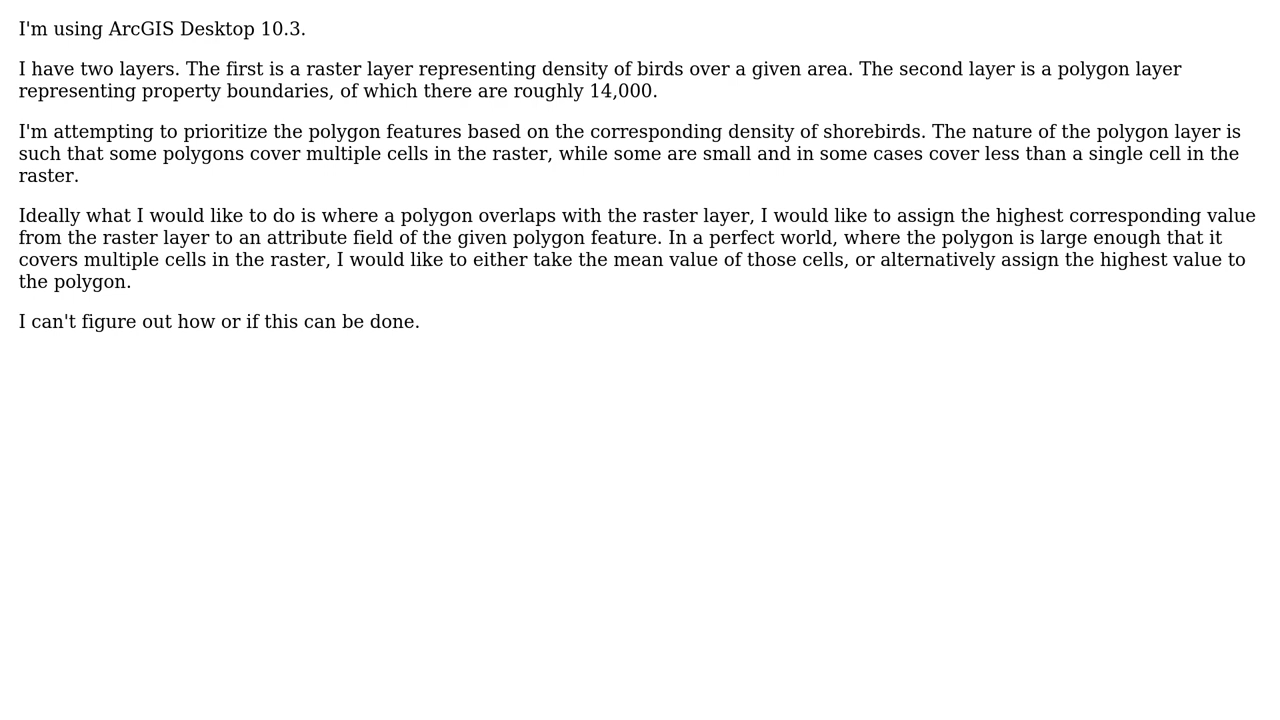 I'm using ArcGIS Desktop 10.3.
I have two layers. The first is a raster layer representing density of birds over a given area. The second layer is a polygon layer
representing property boundaries, of which there are roughly 14,000.
I'm attempting to prioritize the polygon features based on the corresponding density of shorebirds. The nature of the polygon layer is
such that some polygons cover multiple cells in the raster, while some are small and in some cases cover less than a single cell in the
raster.
Ideally what I would like to do is where a polygon overlaps with the raster layer, I would like to assign the highest corresponding value
from the raster layer to an attribute field of the given polygon feature. In a perfect world, where the polygon is large enough that it
covers multiple cells in the raster, I would like to either take the mean value of those cells, or alternatively assign the highest value to
the polygon.
I can't figure out how or if this can be done.